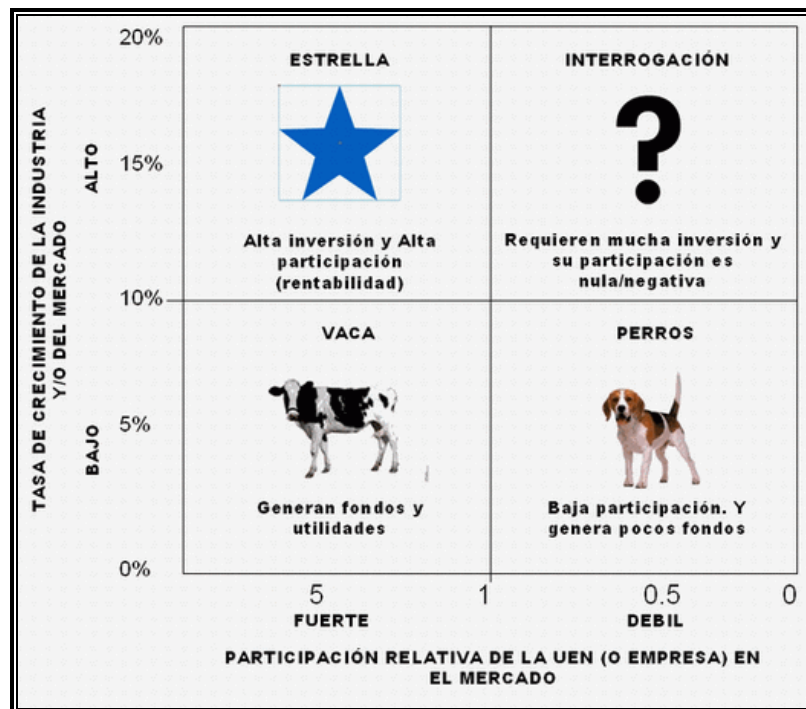 TASA DE CRECIMIENTO DE LA INDUSTRIA
Y/O DEL MERCADO
ALTO
BAJO
20%
15%
10%
5%
0%
ESTRELLA
Alta inversión y Alta
participación
(rentabilidad)
INTERROGACIÓN
?
Requieren mucha inversión y
su participación es
nula/negativa
VACA
Generan fondos y
utilidades
PERROS
Baja participación. Y
genera pocos fondos
5
1
0.5
0
FUERTE
DEBIL
PARTICIPACIÓN RELATIVA DE LA UEN (O EMPRESA) EN
EL MERCADO